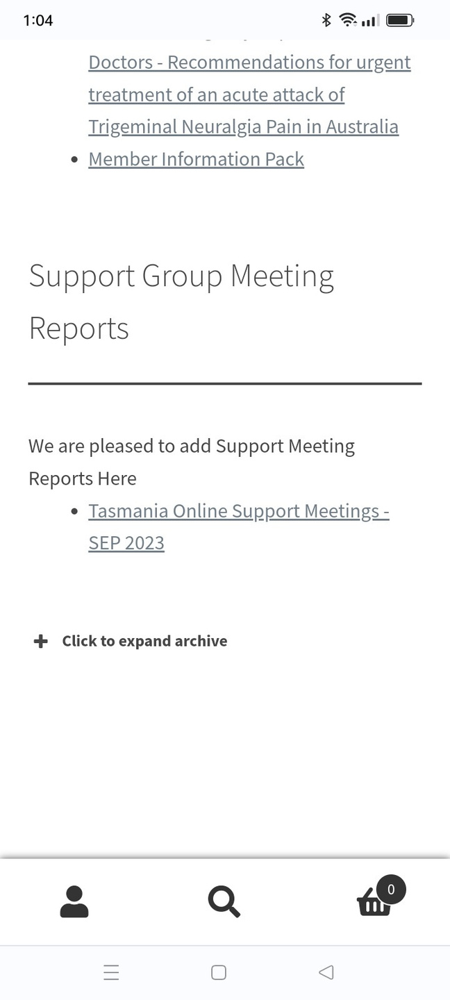 1:04
Doctors - Recommendations for urgent
treatment of an acute attack of
Trigeminal Neuralgia Pain in Australia
• Member Information Pack
Support Group Meeting
Reports
We are pleased to add Support Meeting
Reports Here
• Tasmania Online Support Meetings -
SEP 2023
Click to expand archive
0